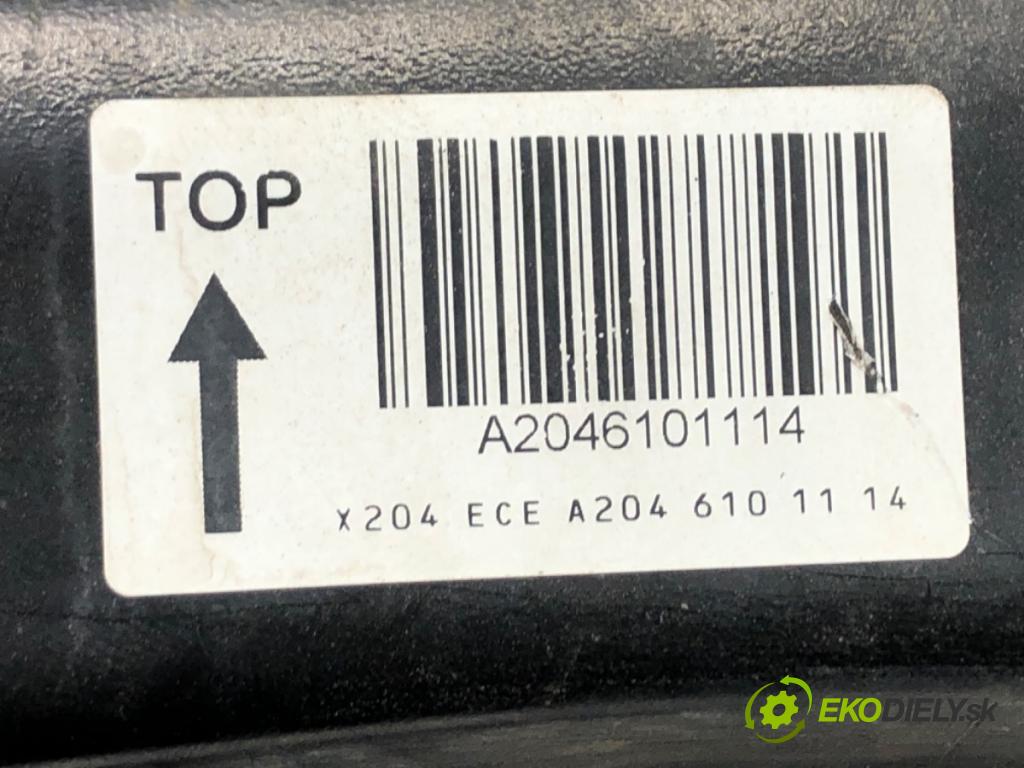 TOP
A2046101114
X204 ECE A204 610 11 14
EKODIELY.sk